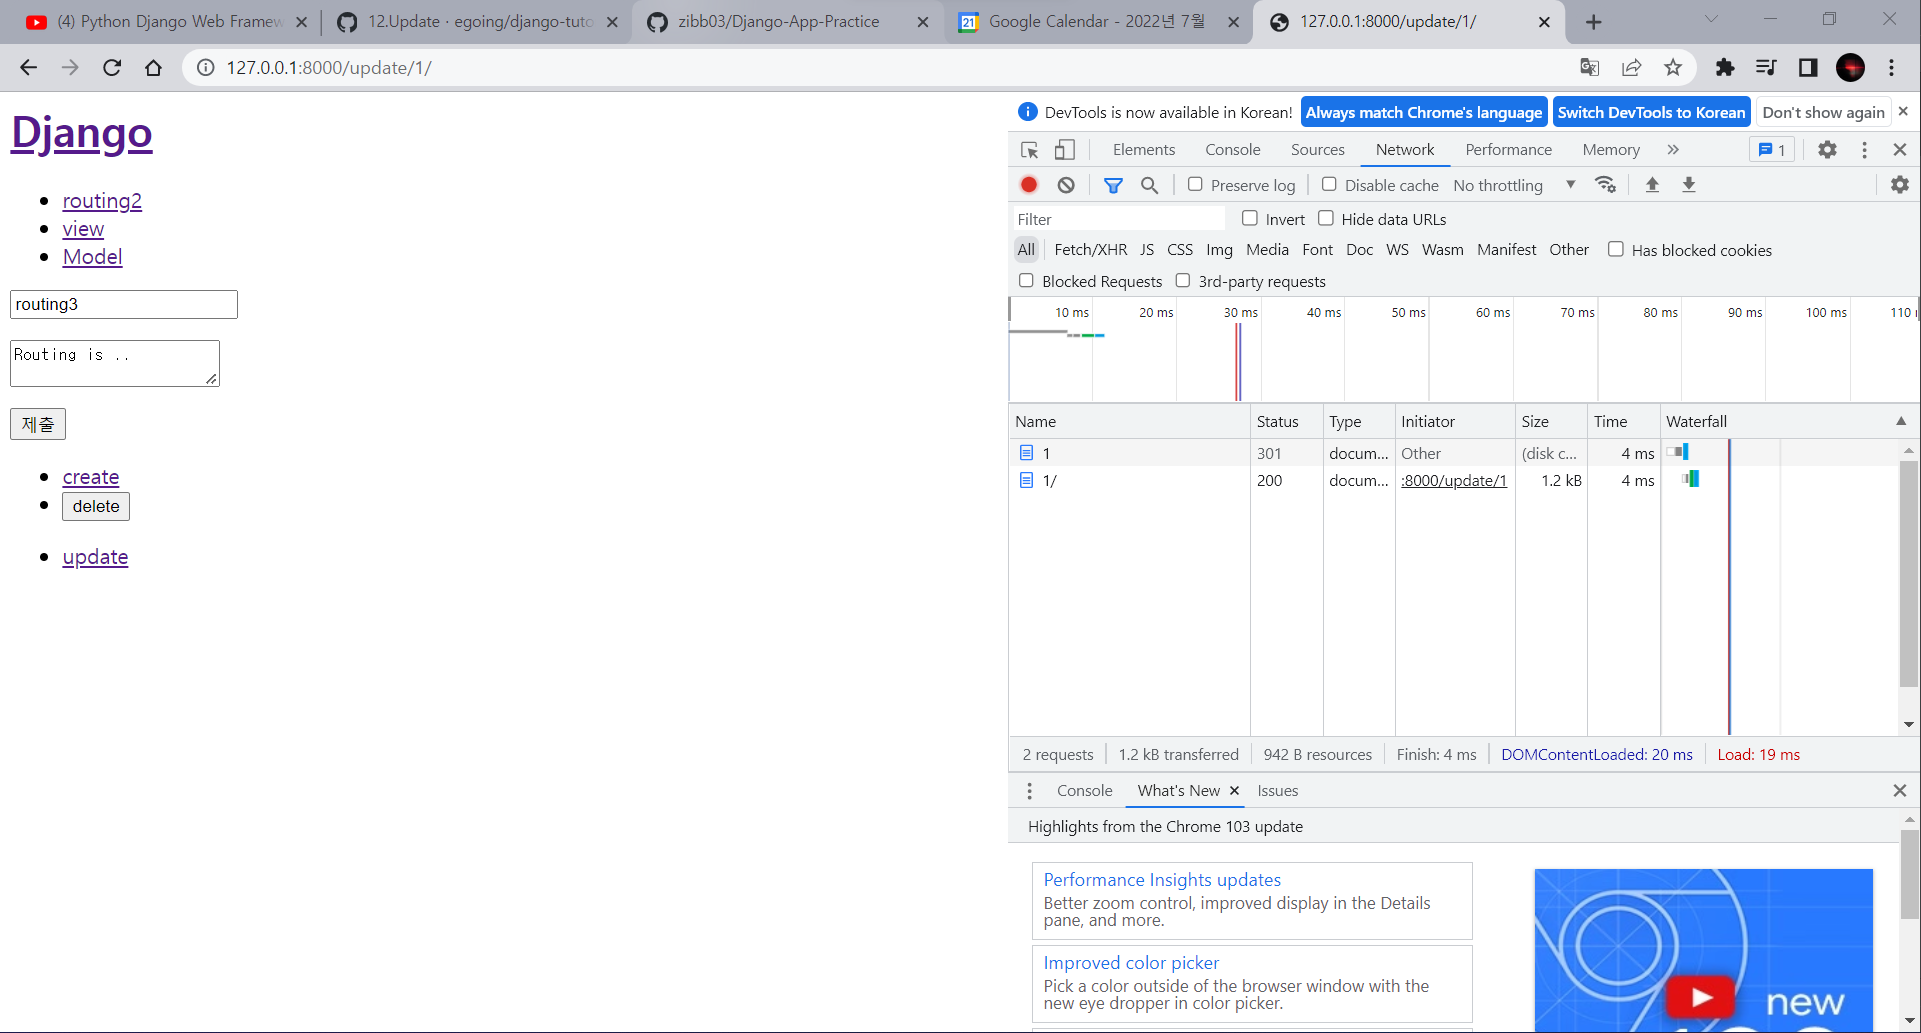 (4) Python Django Web Framew
12.Update · egoing/django-tuto
zibb03/Django-App-Practice
Google Calendar - 2022년 7월
127.0.0.1:8000/update/1/
127.0.0.1:8000/update/1/
Django
routing2
view
Model
routing3
Routing is ..
제출
create
delete
update
DevTools is now available in Korean!
Always match Chrome's language
Switch DevTools to Korean
Don't show again
Elements
Console
Sources
Network
Performance
Memory
1
Preserve log
Disable cache
No throttling
Filter
Invert
Hide data URLs
All
Fetch/XHR
JS
CSS
Img
Media
Font
Doc
WS
Wasm
Manifest
Other
Has blocked cookies
Blocked Requests
3rd-party requests
10 ms
20 ms
30 ms
40 ms
50 ms
60 ms
70 ms
80 ms
90 ms
100 ms
110
Name
Status
Type
Initiator
Size
Time
Waterfall
1
301
docum...
Other
(disk c...
4 ms
1/
200
docum...
:8000/update/1
1.2 kB
4 ms
2 requests
1.2 kB transferred
942 B resources
Finish: 4 ms
DOMContentLoaded: 20 ms
Load: 19 ms
Console
What's New
Issues
Highlights from the Chrome 103 update
Performance Insights updates
Better zoom control, improved display in the Details
pane, and more.
Improved color picker
Pick a color outside of the browser window with the
new eye dropper in color picker.
new